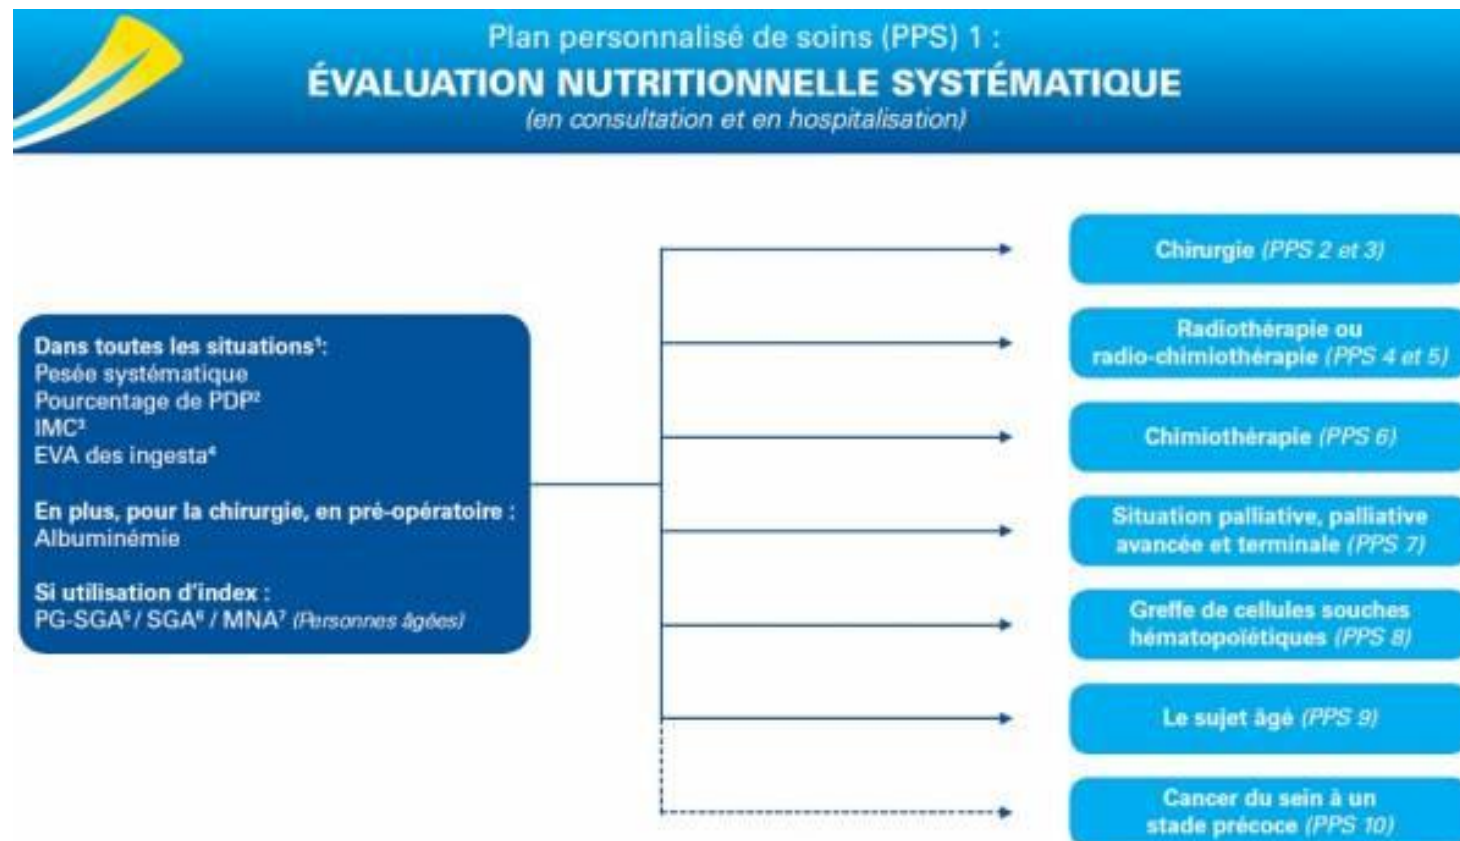 Plan personnalisé de soins (PPS) 1 :
ÉVALUATION NUTRITIONNELLE SYSTÉMATIQUE
(en consultation et en hospitalisation)
Dans toutes les situations¹:
Pesée systématique
Pourcentage de PDP²
IMC³
EVA des ingesta⁴
En plus, pour la chirurgie, en pré-opératoire :
Albuminémie
Si utilisation d'index :
PG-SGA⁵ / SGA⁶ / MNA⁷ (Personnes âgées)
Chirurgie (PPS 2 et 3)
Radiothérapie ou
radio-chimiothérapie (PPS 4 et 5)
Chimiothérapie (PPS 6)
Situation palliative, palliative
avancée et terminale (PPS 7)
Greffe de cellules souches
hématopoïétiques (PPS 8)
Le sujet âgé (PPS 9)
Cancer du sein à un
stade précoce (PPS 10)